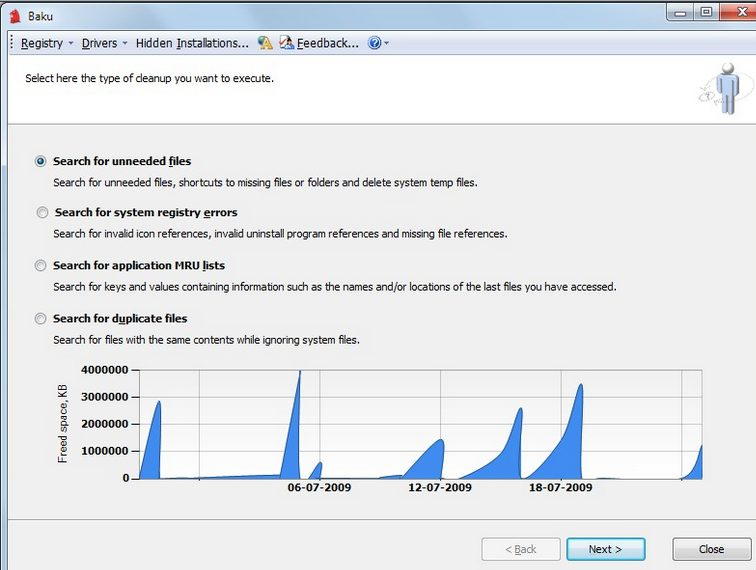 Baku
Registry Drivers Hidden Installations... Feedback...
Select here the type of cleanup you want to execute.
Search for unneeded files
Search for unneeded files, shortcuts to missing files or folders and delete system temp files.
Search for system registry errors
Search for invalid icon references, invalid uninstall program references and missing file references.
Search for application MRU lists
Search for keys and values containing information such as the names and/or locations of the last files you have accessed.
Search for duplicate files
Search for files with the same contents while ignoring system files.
Freed space, KB
4000000
3000000
2000000
1000000
0
06-07-2009 12-07-2009 18-07-2009
< Back Next > Close